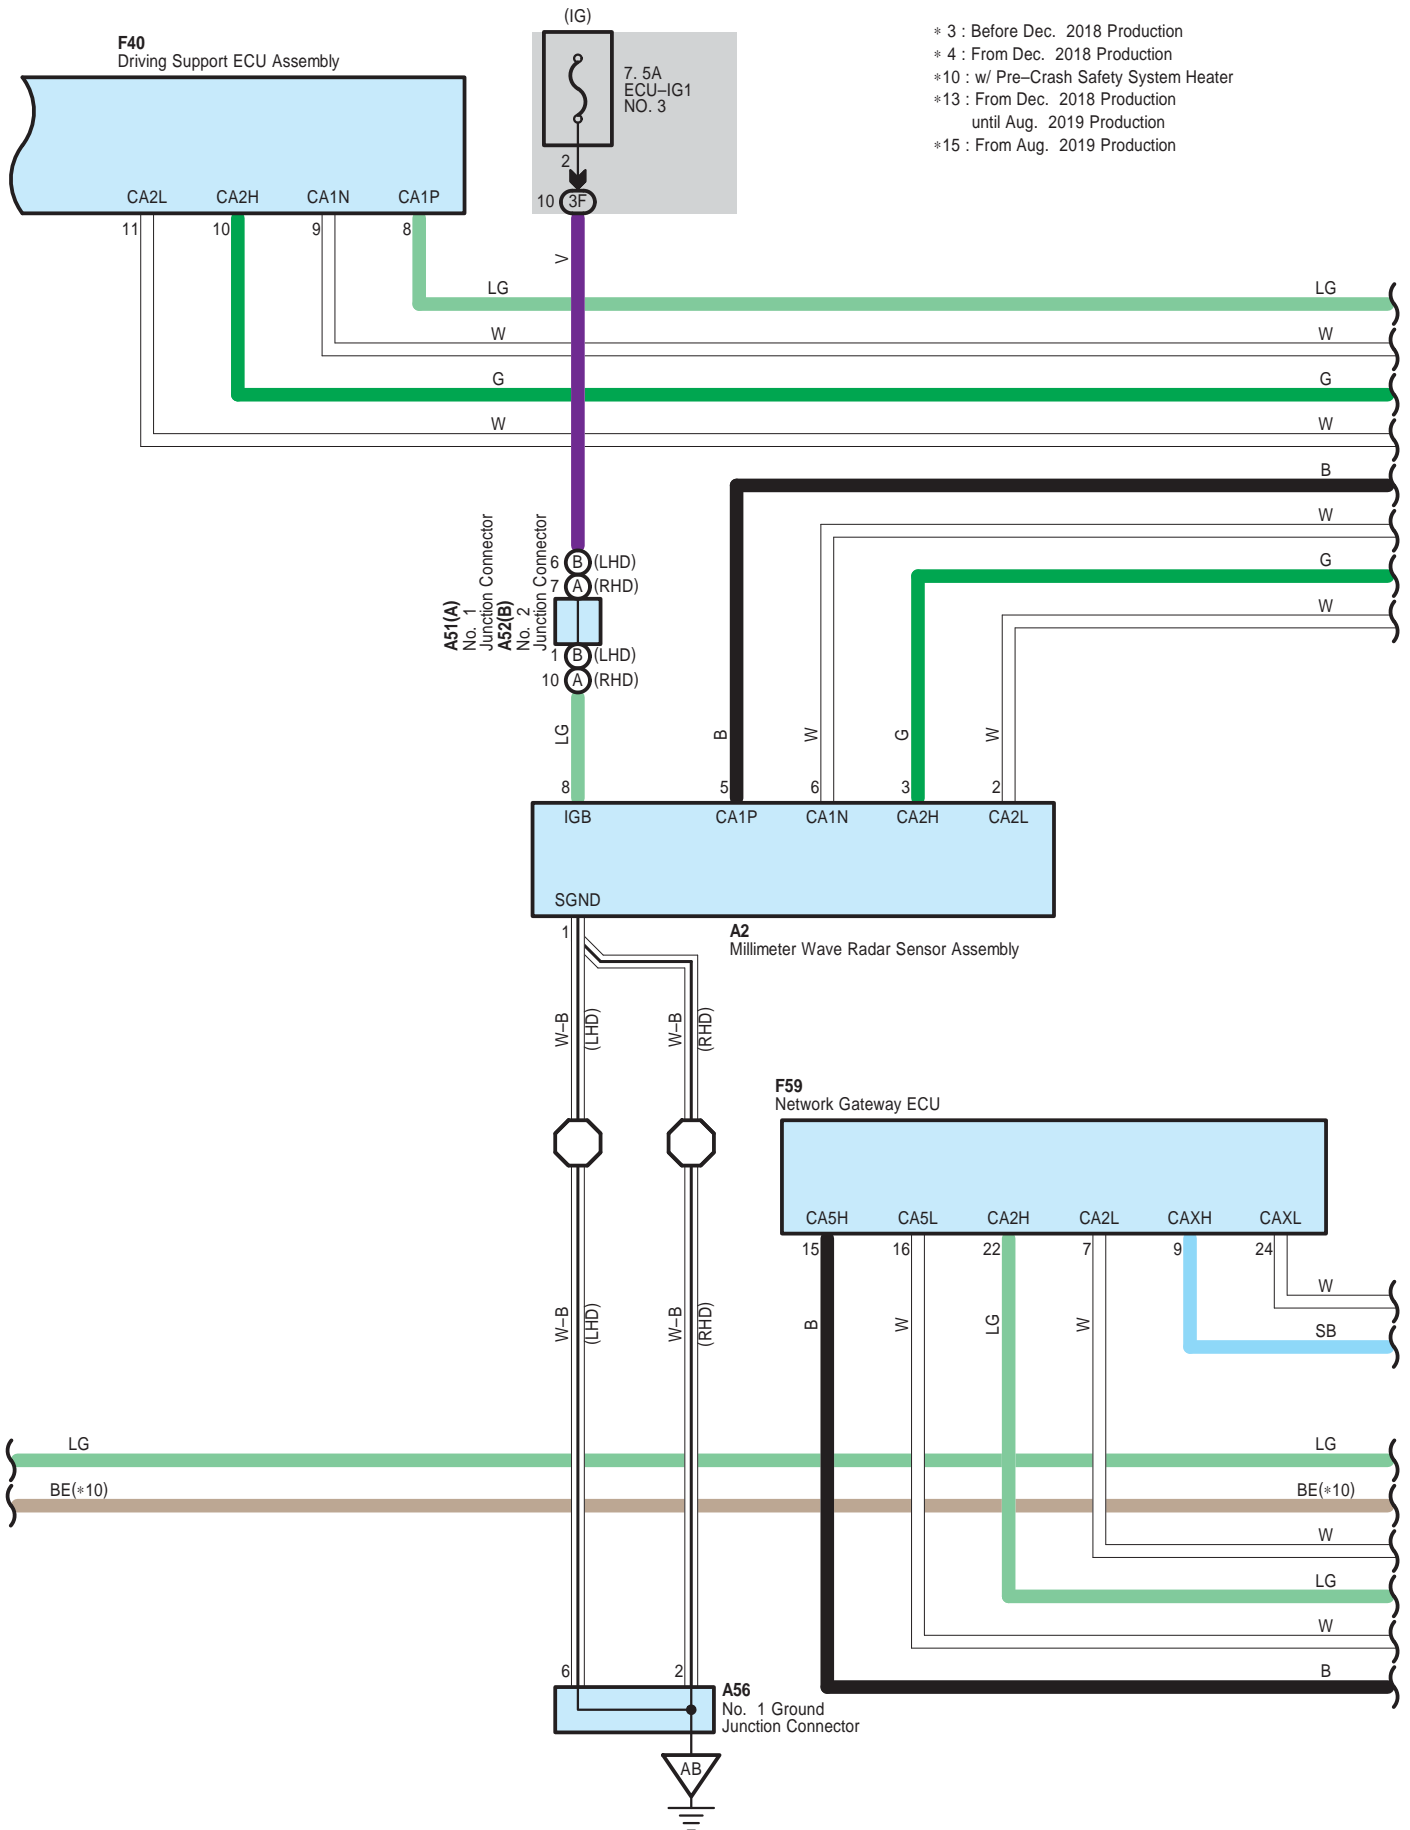 (IG)
∗ 3 : Before Dec. 2018 Production
∗ 4 : From Dec. 2018 Production
∗10 : w/ Pre–Crash Safety System Heater
∗13 : From Dec. 2018 Production
until Aug. 2019 Production
∗15 : From Aug. 2019 Production
F40
Driving Support ECU Assembly
7. 5A
ECU–IG1
NO. 3
2
10 3F
CA2L CA2H CA1N CA1P
11 10 9 8
V
LG LG
W W
G G
W W
B
W
G
W
A51(A)
No. 1
Junction Connector
A52(B)
No. 2
Junction Connector
6 B (LHD)
7 A (RHD)
1 B (LHD)
10 A (RHD)
LG B W G W
8 5 6 3 2
IGB CA1P CA1N CA2H CA2L
SGND
1
A2
Millimeter Wave Radar Sensor Assembly
W–B (LHD) W–B (RHD)
F59
Network Gateway ECU
CA5H CA5L CA2H CA2L CAXH CAXL
15 16 22 7 9 24
W–B (LHD) W–B (RHD)
B W LG W
W
SB
LG LG
BE(∗10) BE(∗10)
W
LG
W
B
6 2
A56
No. 1 Ground
Junction Connector
AB